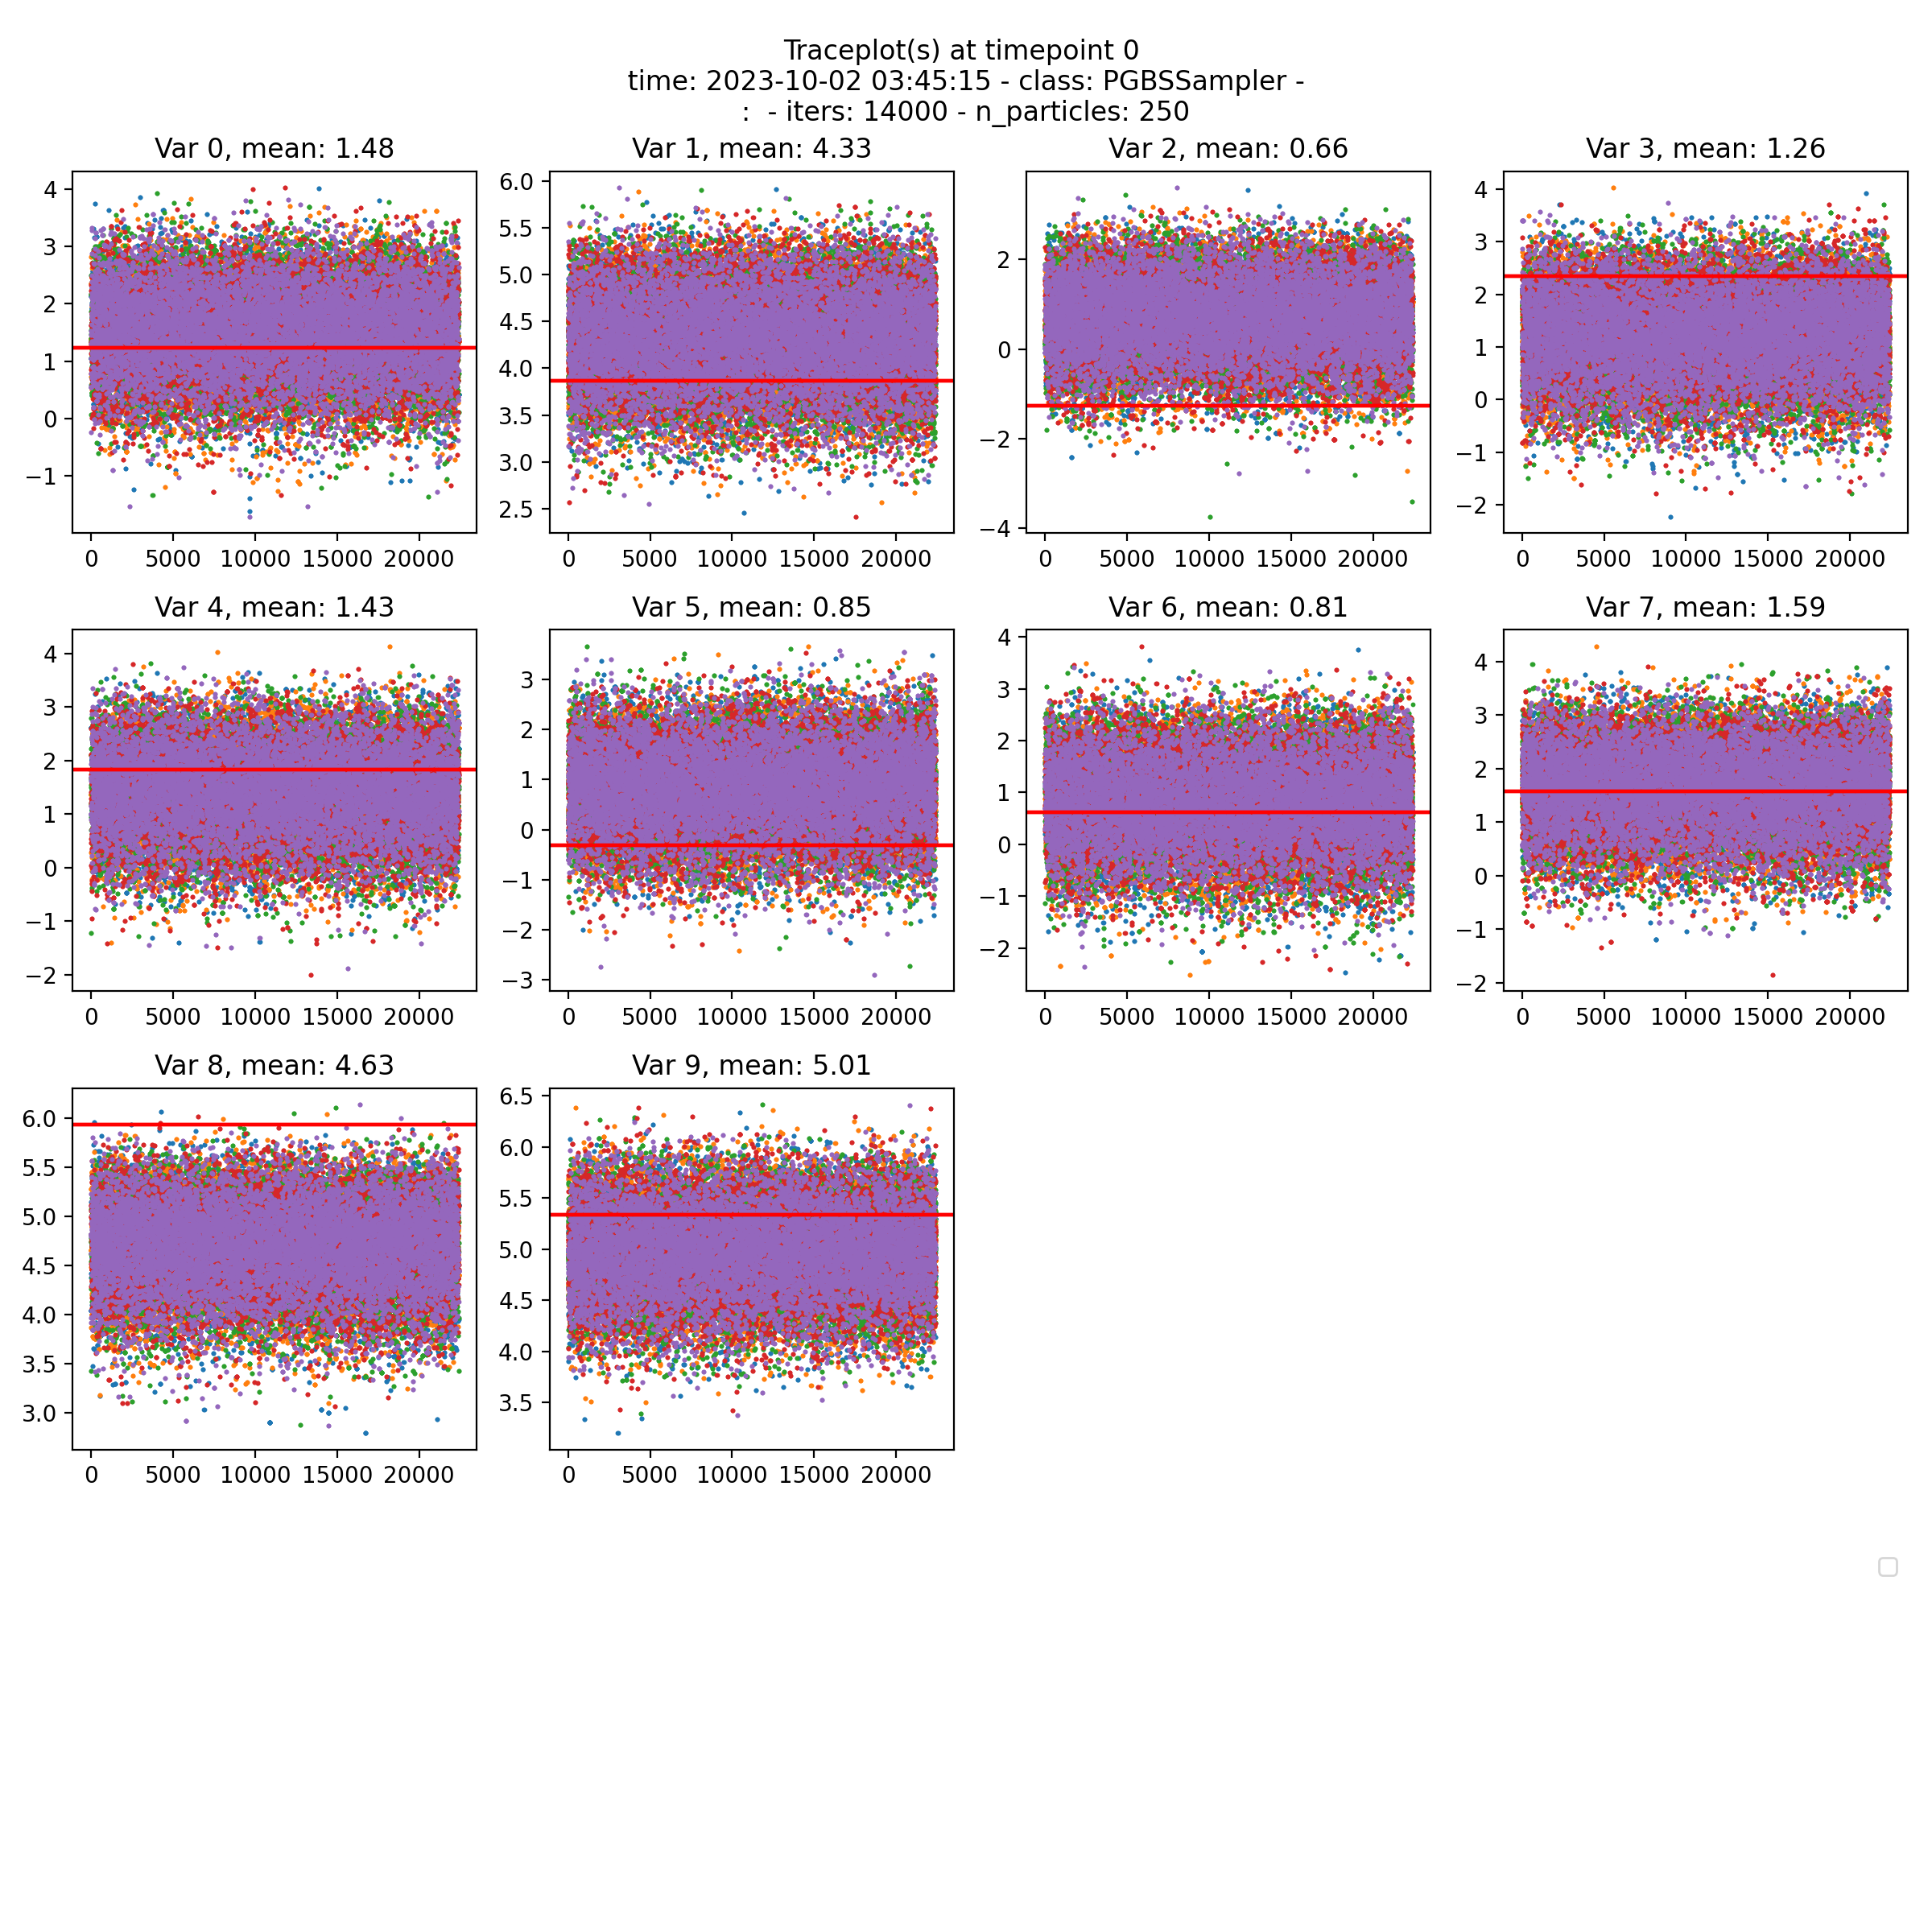 Traceplot(s) at timepoint 0
time: 2023-10-02 03:45:15 - class: PGBSSampler -
:  - iters: 14000 - n_particles: 250
Var 0, mean: 1.48
4
3
2
1
0
−1
0 5000 10000 15000 20000
Var 1, mean: 4.33
6.0
5.5
5.0
4.5
4.0
3.5
3.0
2.5
0 5000 10000 15000 20000
Var 2, mean: 0.66
2
0
−2
−4
0 5000 10000 15000 20000
Var 3, mean: 1.26
4
3
2
1
0
−1
−2
0 5000 10000 15000 20000
Var 4, mean: 1.43
4
3
2
1
0
−1
−2
0 5000 10000 15000 20000
Var 5, mean: 0.85
3
2
1
0
−1
−2
−3
0 5000 10000 15000 20000
Var 6, mean: 0.81
4
3
2
1
0
−1
−2
0 5000 10000 15000 20000
Var 7, mean: 1.59
4
3
2
1
0
−1
−2
0 5000 10000 15000 20000
Var 8, mean: 4.63
6.0
5.5
5.0
4.5
4.0
3.5
3.0
0 5000 10000 15000 20000
Var 9, mean: 5.01
6.5
6.0
5.5
5.0
4.5
4.0
3.5
0 5000 10000 15000 20000